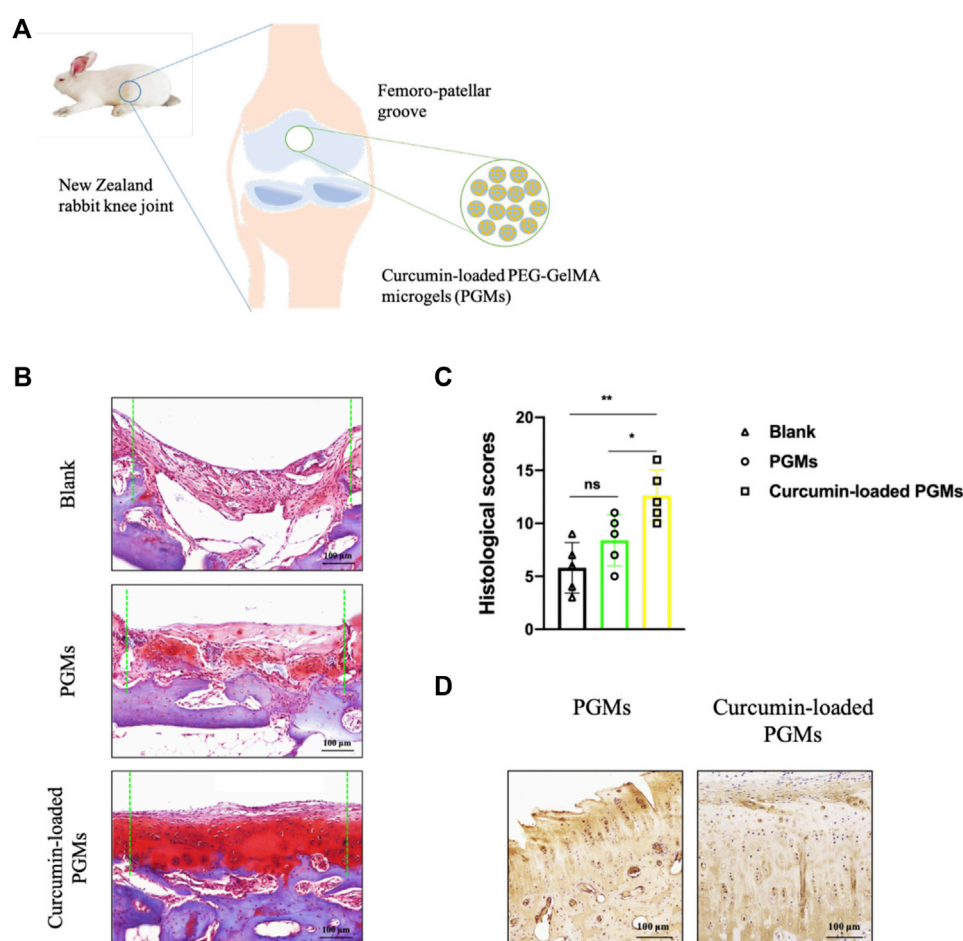 A
Femoro-patellar
groove
New Zealand
rabbit knee joint
Curcumin-loaded PEG-GelMA
microgels (PGMs)
B
Blank
100 µm
PGMs
100 µm
Curcumin-loaded
PGMs
100 µm
C
Histological scores
20
15
10
5
0
**
*
ns
Blank
PGMs
Curcumin-loaded PGMs
D
PGMs
Curcumin-loaded
PGMs
100 µm
100 µm